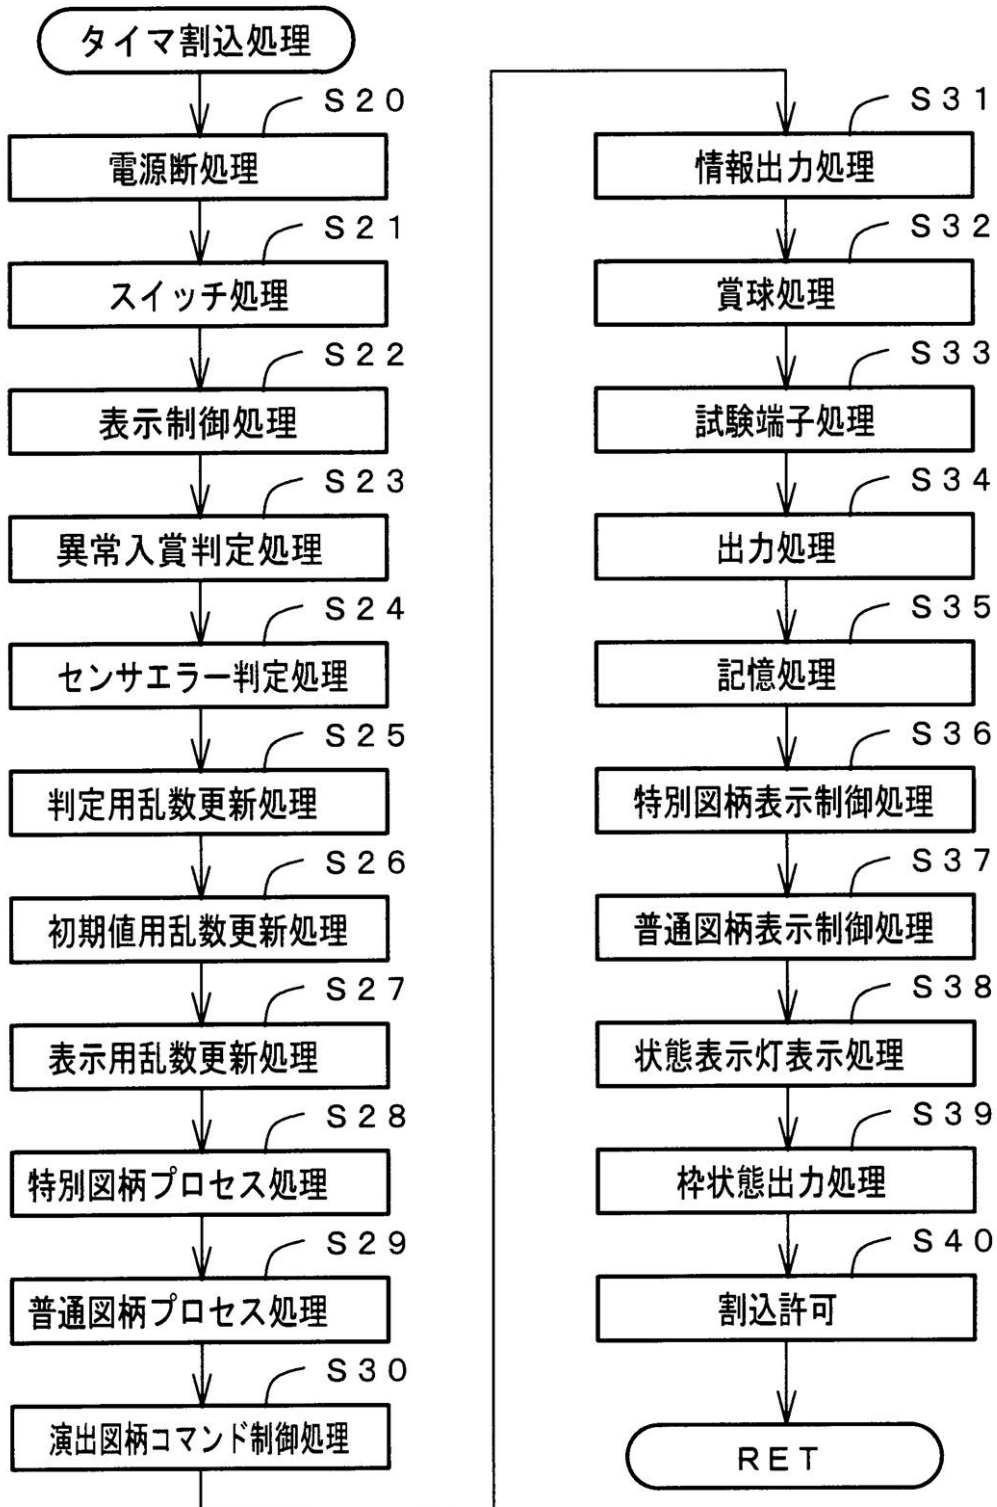 タイマ割込処理
S20
電源断処理
S21
スイッチ処理
S22
表示制御処理
S23
異常入賞判定処理
S24
センサエラー判定処理
S25
判定用乱数更新処理
S26
初期値用乱数更新処理
S27
表示用乱数更新処理
S28
特別図柄プロセス処理
S29
普通図柄プロセス処理
S30
演出図柄コマンド制御処理
S31
情報出力処理
S32
賞球処理
S33
試験端子処理
S34
出力処理
S35
記憶処理
S36
特別図柄表示制御処理
S37
普通図柄表示制御処理
S38
状態表示灯表示処理
S39
枠状態出力処理
S40
割込許可
RET